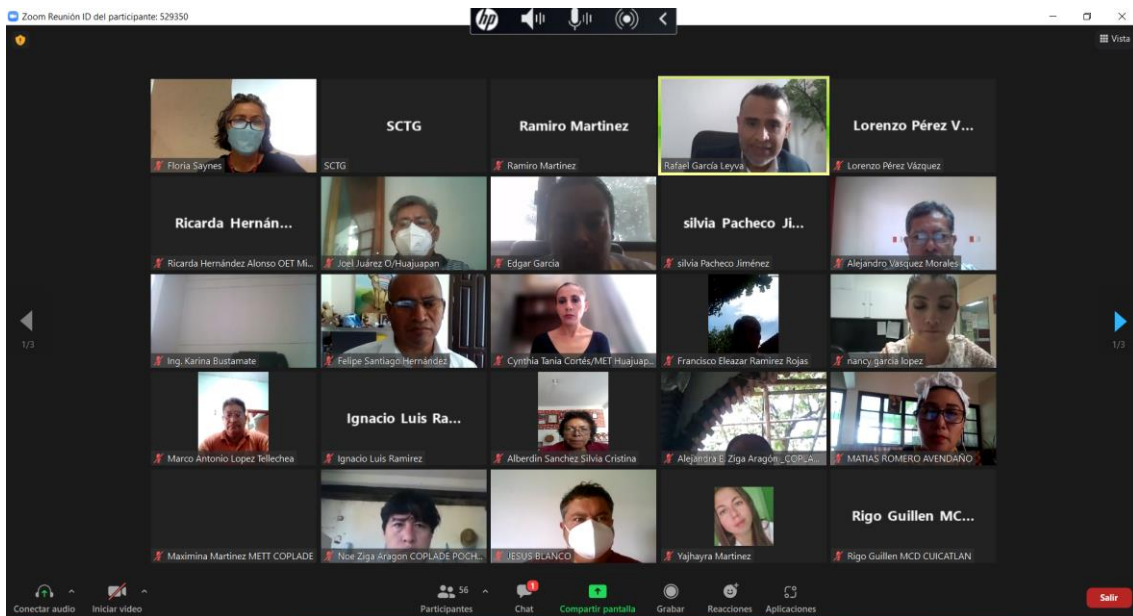 Zoom Reunión ID del participante: 529350
hp
Vista
Floria Saynes
SCTG
SCTG
Ramiro Martinez
Ramiro Martinez
Rafael García Leyva
Lorenzo Pérez V...
Lorenzo Pérez Vázquez
Ricarda Hernán...
Ricarda Hernández Alonso OET Mi...
Joel Juárez O/Huajuapan
Edgar Garcia
silvia Pacheco Ji...
silvia Pacheco Jiménez
Alejandro Vasquez Morales
1/3
Ing. Karina Bustamate
Felipe Santiago Hernández
Cynthia Tania Cortés/MET Huajuap...
Francisco Eleazar Ramirez Rojas
nancy garcia lopez
1/3
Marco Antonio Lopez Tellechea
Ignacio Luis Ra...
Ignacio Luis Ramirez
Alberdin Sanchez Silvia Cristina
Alejandra E. Ziga Aragón _COPLA...
MATIAS ROMERO AVENDAÑO
Maximina Martinez METT COPLADE
Noe Ziga Aragon COPLADE POCH...
JESUS BLANCO
Yajhayra Martinez
Rigo Guillen MC...
Rigo Guillen MCD CUICATLAN
Conectar audio
Iniciar video
56
Participantes
1
Chat
Compartir pantalla
Grabar
Reacciones
Aplicaciones
Salir